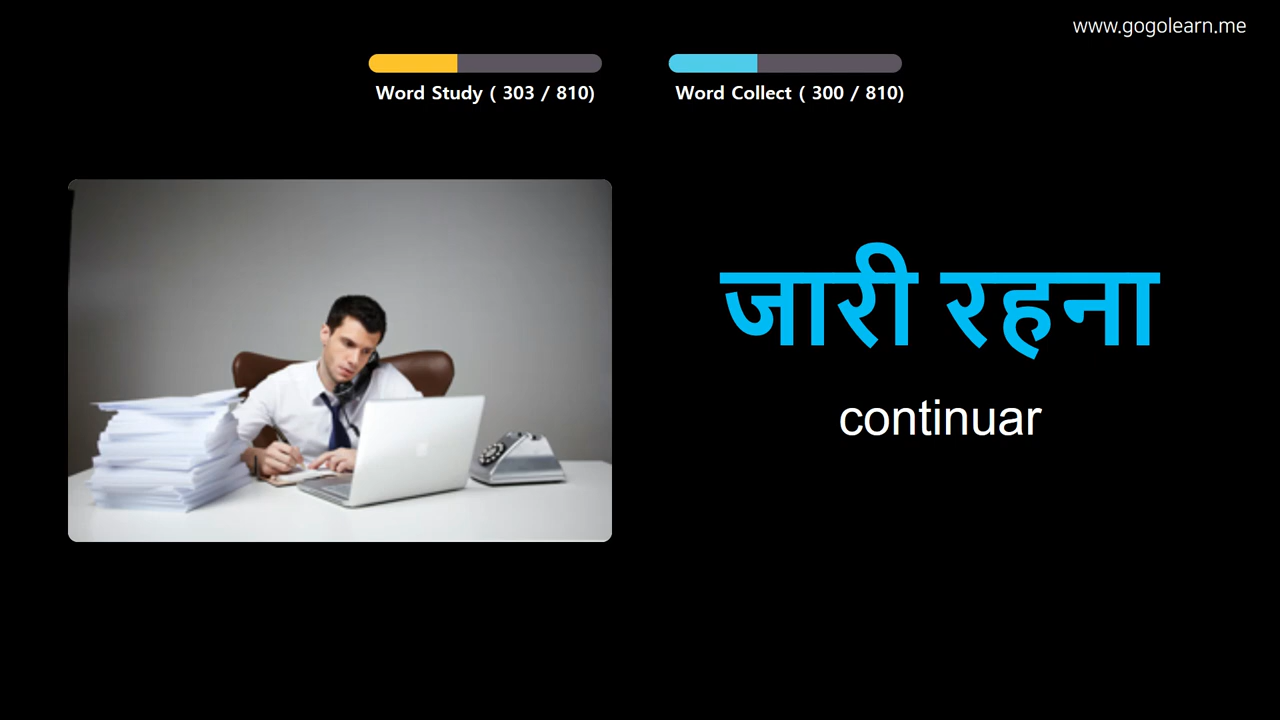 www.gogolearn.me
Word Study ( 303 / 810)
Word Collect ( 300 / 810)
जारी रहना
continuar